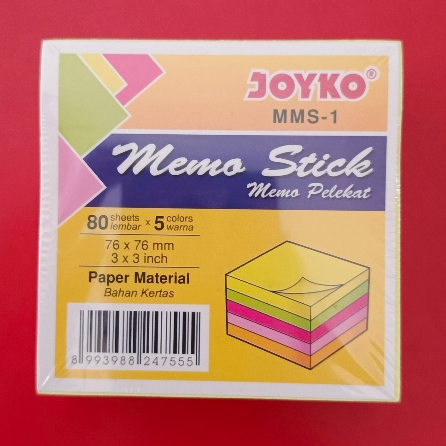 JOYKO®
MMS-1
Memo Stick
Memo Pelekat
80 sheets lembar x 5 colors warna
76 x 76 mm
3 x 3 inch
Paper Material
Bahan Kertas
8 993988 247555